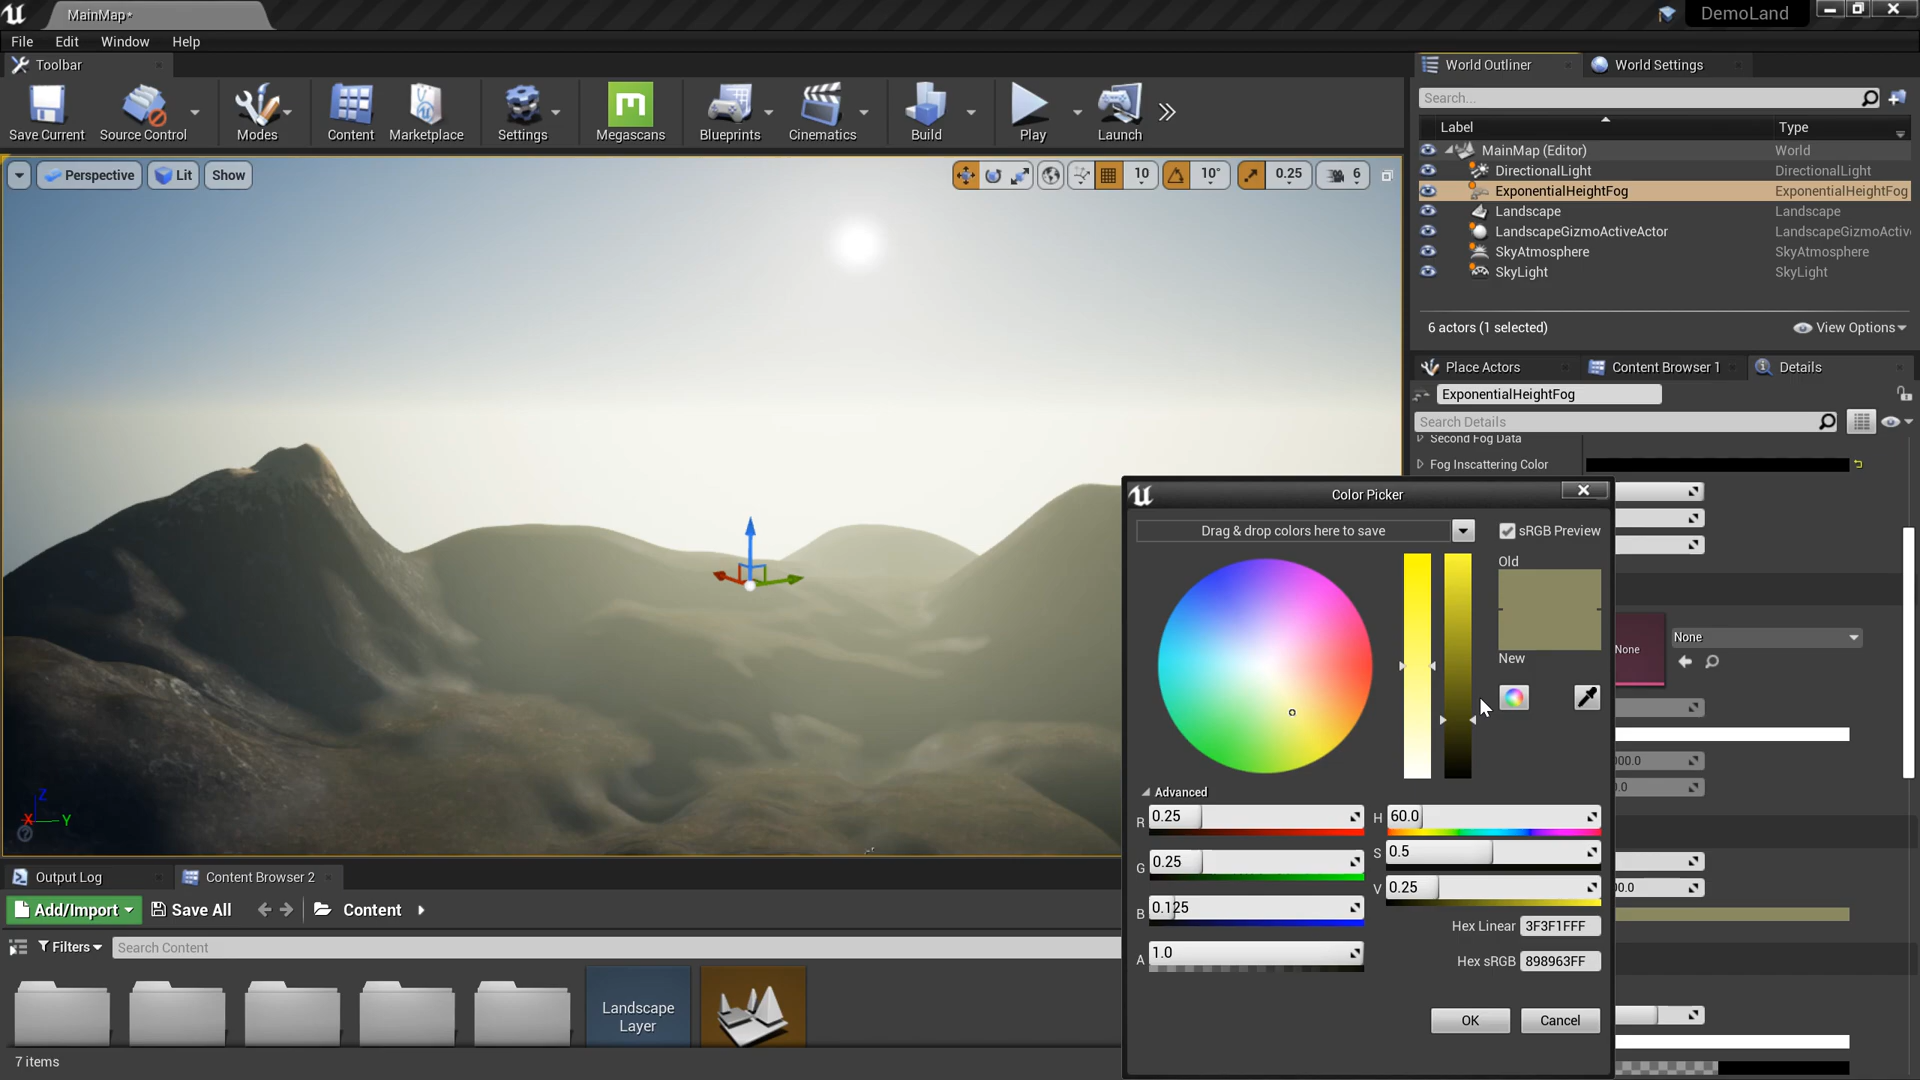 MainMap*
DemoLand
File
Edit
Window
Help
Toolbar
Save Current
Source Control
Modes
Content
Marketplace
Settings
Megascans
Blueprints
Cinematics
Build
Play
Launch
Perspective
Lit
Show
10
10°
0.25
6
World Outliner
World Settings
Search...
Label
Type
MainMap (Editor)
World
DirectionalLight
DirectionalLight
ExponentialHeightFog
ExponentialHeightFog
Landscape
Landscape
LandscapeGizmoActiveActor
LandscapeGizmoActiv
SkyAtmosphere
SkyAtmosphere
SkyLight
SkyLight
6 actors (1 selected)
View Options
Place Actors
Content Browser 1
Details
ExponentialHeightFog
Search Details
Second Fog Data
Fog Inscattering Color
None
None
Color Picker
Drag & drop colors here to save
sRGB Preview
Old
New
Advanced
R 0.25
G 0.25
B 0.125
A 1.0
H 60.0
S 0.5
V 0.25
Hex Linear 3F3F1FFF
Hex sRGB 898963FF
OK
Cancel
Z
X
Y
Output Log
Content Browser 2
Add/Import
Save All
Content
Filters
Search Content
Landscape
Layer
7 items